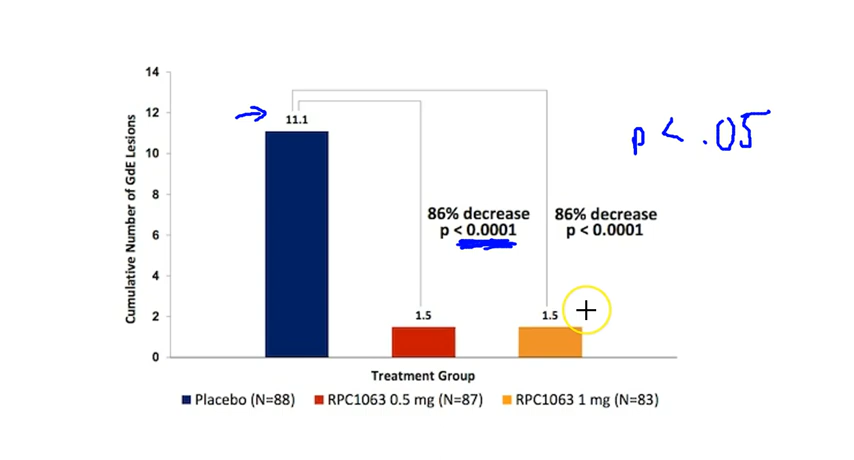 14
12
10
8
6
4
2
0
Cumulative Number of GdE Lesions
11.1
p < .05
86% decrease
p < 0.0001
86% decrease
p < 0.0001
1.5
1.5
Treatment Group
Placebo (N=88)
RPC1063 0.5 mg (N=87)
RPC1063 1 mg (N=83)